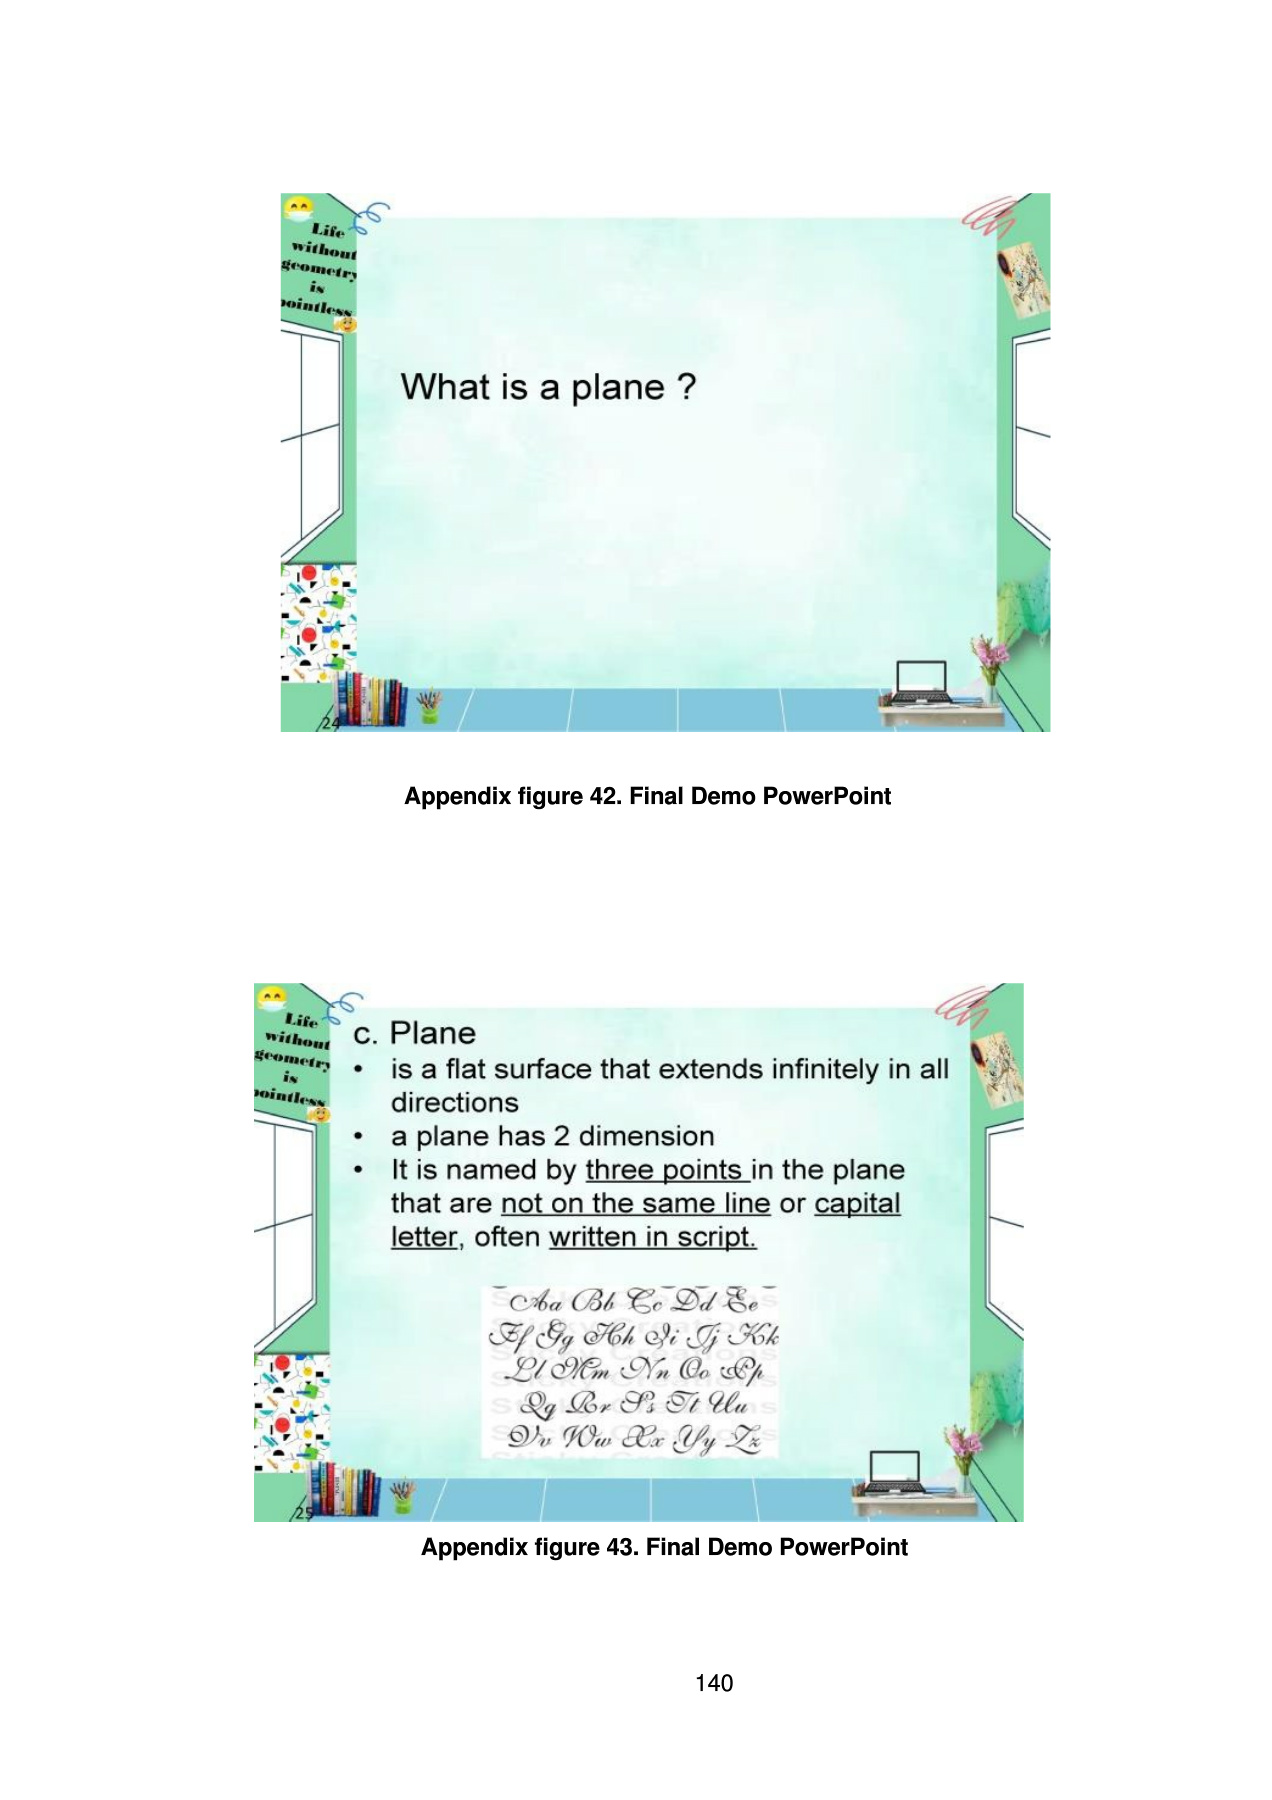 Life
without
geometry
is
pointless
What is a plane ?
24
Appendix figure 42. Final Demo PowerPoint
Life
without
geometry
is
pointless
c. Plane
• is a flat surface that extends infinitely in all
directions
• a plane has 2 dimension
• It is named by three points in the plane
that are not on the same line or capital
letter, often written in script.
Aa Bb Cc Dd Ee
Ff Gg Hh Ii Jj Kk
Ll Mm Nn Oo Pp
Qq Rr Ss Tt Uu
Vv Ww Xx Yy Zz
25
Appendix figure 43. Final Demo PowerPoint
140